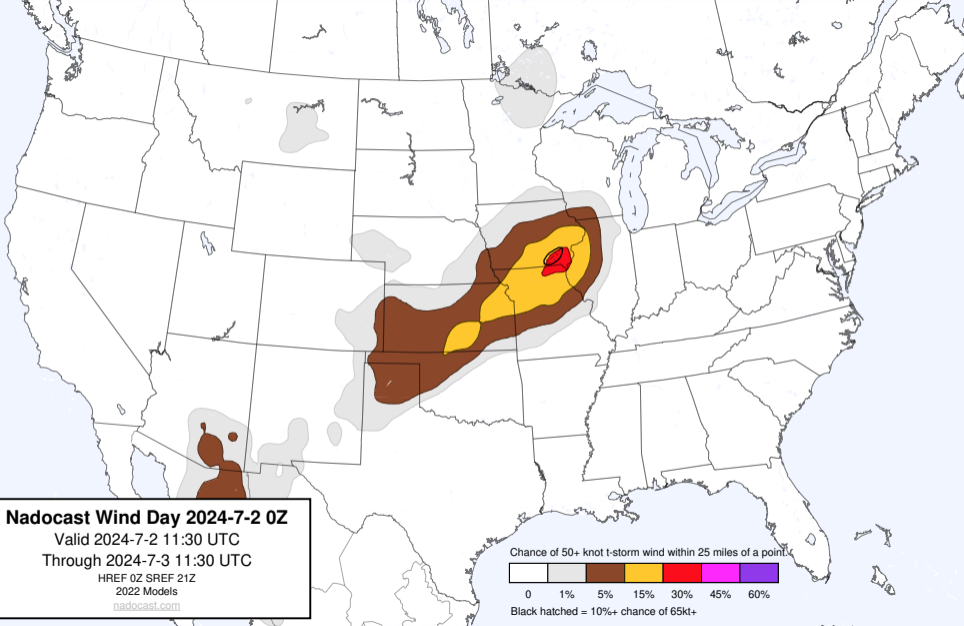 Nadocast Wind Day 2024-7-2 0Z
Valid 2024-7-2 11:30 UTC
Through 2024-7-3 11:30 UTC
HREF 0Z SREF 21Z
2022 Models
nadocast.com
Chance of 50+ knot t-storm wind within 25 miles of a point.
0 1% 5% 15% 30% 45% 60%
Black hatched = 10%+ chance of 65kt+